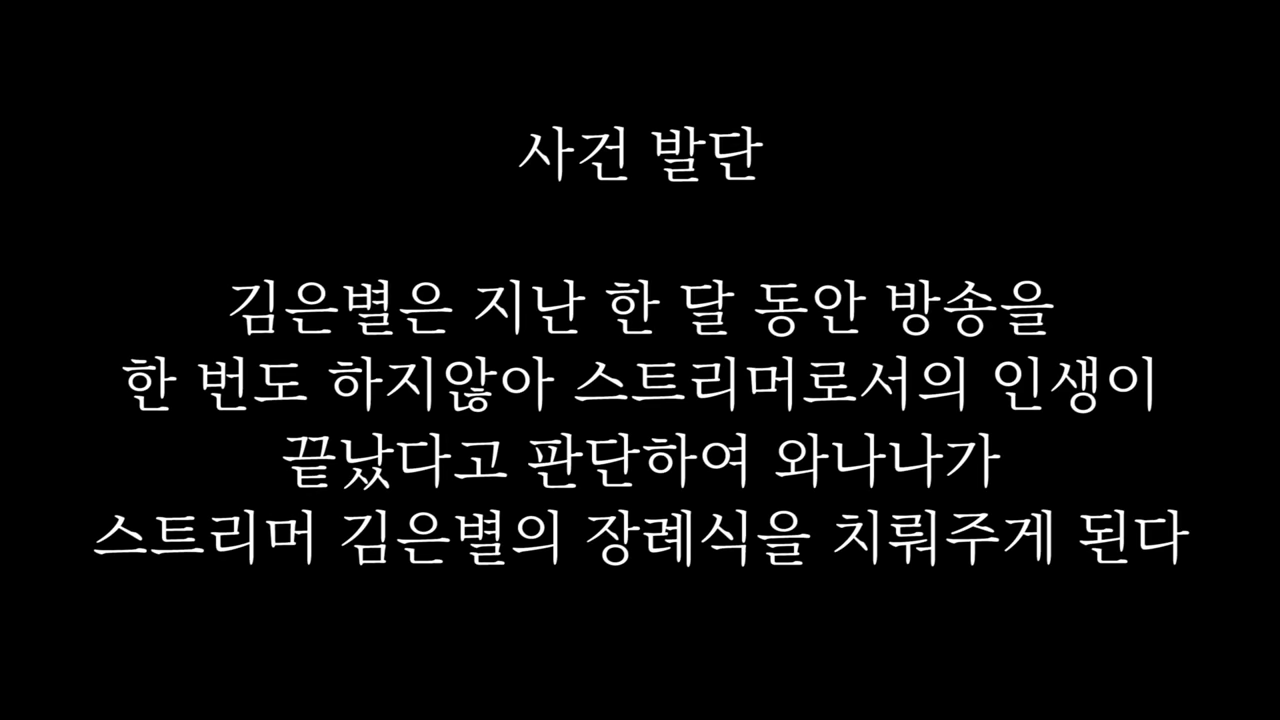 사건 발단
김은별은 지난 한 달 동안 방송을
한 번도 하지않아 스트리머로서의 인생이
끝났다고 판단하여 와나나가
스트리머 김은별의 장례식을 치뤄주게 된다